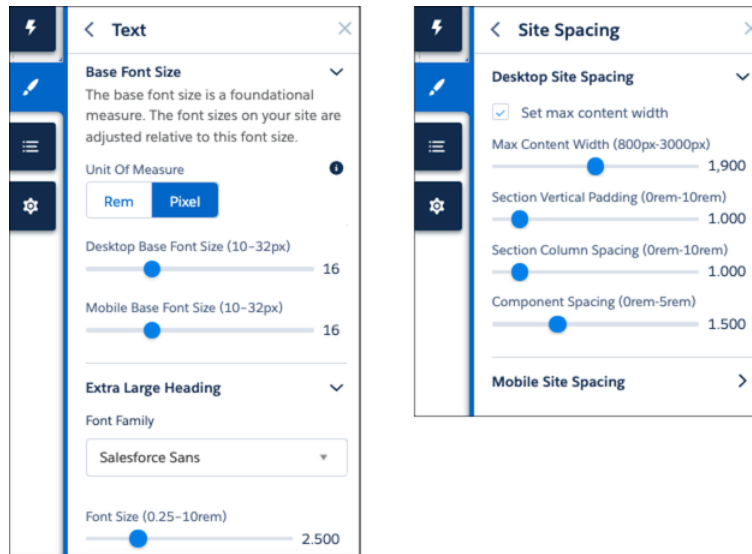 Text
Base Font Size
The base font size is a foundational
measure. The font sizes on your site are
adjusted relative to this font size.
Unit Of Measure
Rem
Pixel
Desktop Base Font Size (10–32px)
16
Mobile Base Font Size (10–32px)
16
Extra Large Heading
Font Family
Salesforce Sans
Font Size (0.25–10rem)
2.500
Site Spacing
Desktop Site Spacing
Set max content width
Max Content Width (800px-3000px)
1,900
Section Vertical Padding (0rem-10rem)
1.000
Section Column Spacing (0rem-10rem)
1.000
Component Spacing (0rem-5rem)
1.500
Mobile Site Spacing